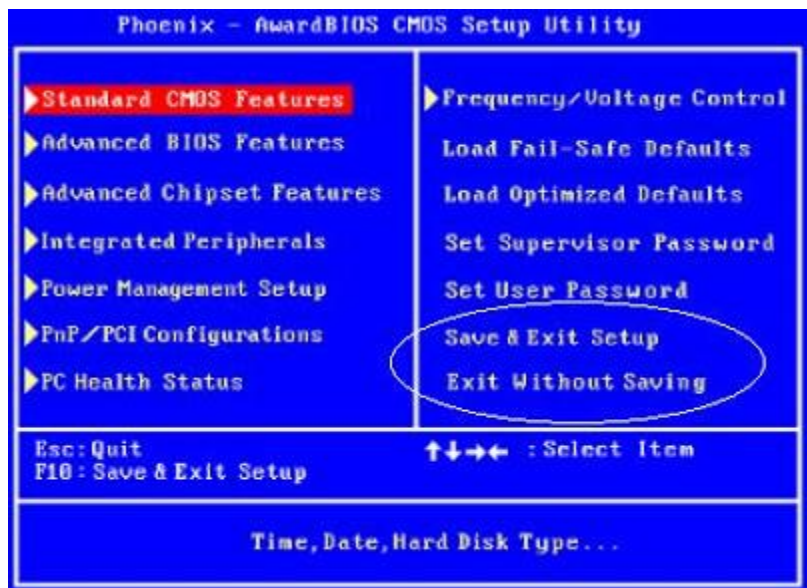 Phoenix - AwardBIOS CMOS Setup Utility
Standard CMOS Features
Advanced BIOS Features
Advanced Chipset Features
Integrated Peripherals
Power Management Setup
PnP/PCI Configurations
PC Health Status
Frequency/Voltage Control
Load Fail-Safe Defaults
Load Optimized Defaults
Set Supervisor Password
Set User Password
Save & Exit Setup
Exit Without Saving
Esc: Quit
F10: Save & Exit Setup
↑↓→← : Select Item
Time, Date, Hard Disk Type...